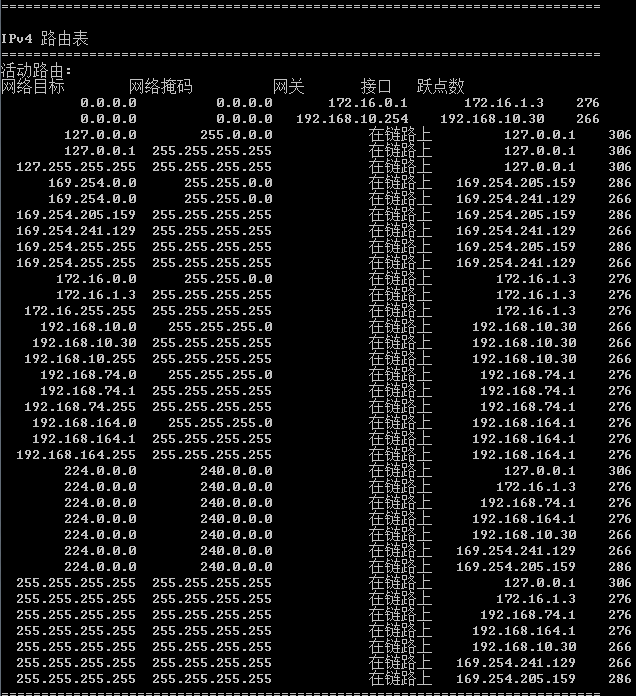 ===========================================================================
IPv4 路由表
===========================================================================
活动路由:
网络目标        网络掩码          网关       接口   跃点数
0.0.0.0 0.0.0.0 172.16.0.1 172.16.1.3 276
0.0.0.0 0.0.0.0 192.168.10.254 192.168.10.30 266
127.0.0.0 255.0.0.0 在链路上 127.0.0.1 306
127.0.0.1 255.255.255.255 在链路上 127.0.0.1 306
127.255.255.255 255.255.255.255 在链路上 127.0.0.1 306
169.254.0.0 255.255.0.0 在链路上 169.254.205.159 286
169.254.0.0 255.255.0.0 在链路上 169.254.241.129 266
169.254.205.159 255.255.255.255 在链路上 169.254.205.159 286
169.254.241.129 255.255.255.255 在链路上 169.254.241.129 266
169.254.255.255 255.255.255.255 在链路上 169.254.205.159 286
169.254.255.255 255.255.255.255 在链路上 169.254.241.129 266
172.16.0.0 255.255.0.0 在链路上 172.16.1.3 276
172.16.1.3 255.255.255.255 在链路上 172.16.1.3 276
172.16.255.255 255.255.255.255 在链路上 172.16.1.3 276
192.168.10.0 255.255.255.0 在链路上 192.168.10.30 266
192.168.10.30 255.255.255.255 在链路上 192.168.10.30 266
192.168.10.255 255.255.255.255 在链路上 192.168.10.30 266
192.168.74.0 255.255.255.0 在链路上 192.168.74.1 276
192.168.74.1 255.255.255.255 在链路上 192.168.74.1 276
192.168.74.255 255.255.255.255 在链路上 192.168.74.1 276
192.168.164.0 255.255.255.0 在链路上 192.168.164.1 276
192.168.164.1 255.255.255.255 在链路上 192.168.164.1 276
192.168.164.255 255.255.255.255 在链路上 192.168.164.1 276
224.0.0.0 240.0.0.0 在链路上 127.0.0.1 306
224.0.0.0 240.0.0.0 在链路上 172.16.1.3 276
224.0.0.0 240.0.0.0 在链路上 192.168.74.1 276
224.0.0.0 240.0.0.0 在链路上 192.168.164.1 276
224.0.0.0 240.0.0.0 在链路上 192.168.10.30 266
224.0.0.0 240.0.0.0 在链路上 169.254.241.129 266
224.0.0.0 240.0.0.0 在链路上 169.254.205.159 286
255.255.255.255 255.255.255.255 在链路上 127.0.0.1 306
255.255.255.255 255.255.255.255 在链路上 172.16.1.3 276
255.255.255.255 255.255.255.255 在链路上 192.168.74.1 276
255.255.255.255 255.255.255.255 在链路上 192.168.164.1 276
255.255.255.255 255.255.255.255 在链路上 192.168.10.30 266
255.255.255.255 255.255.255.255 在链路上 169.254.241.129 266
255.255.255.255 255.255.255.255 在链路上 169.254.205.159 286
===========================================================================